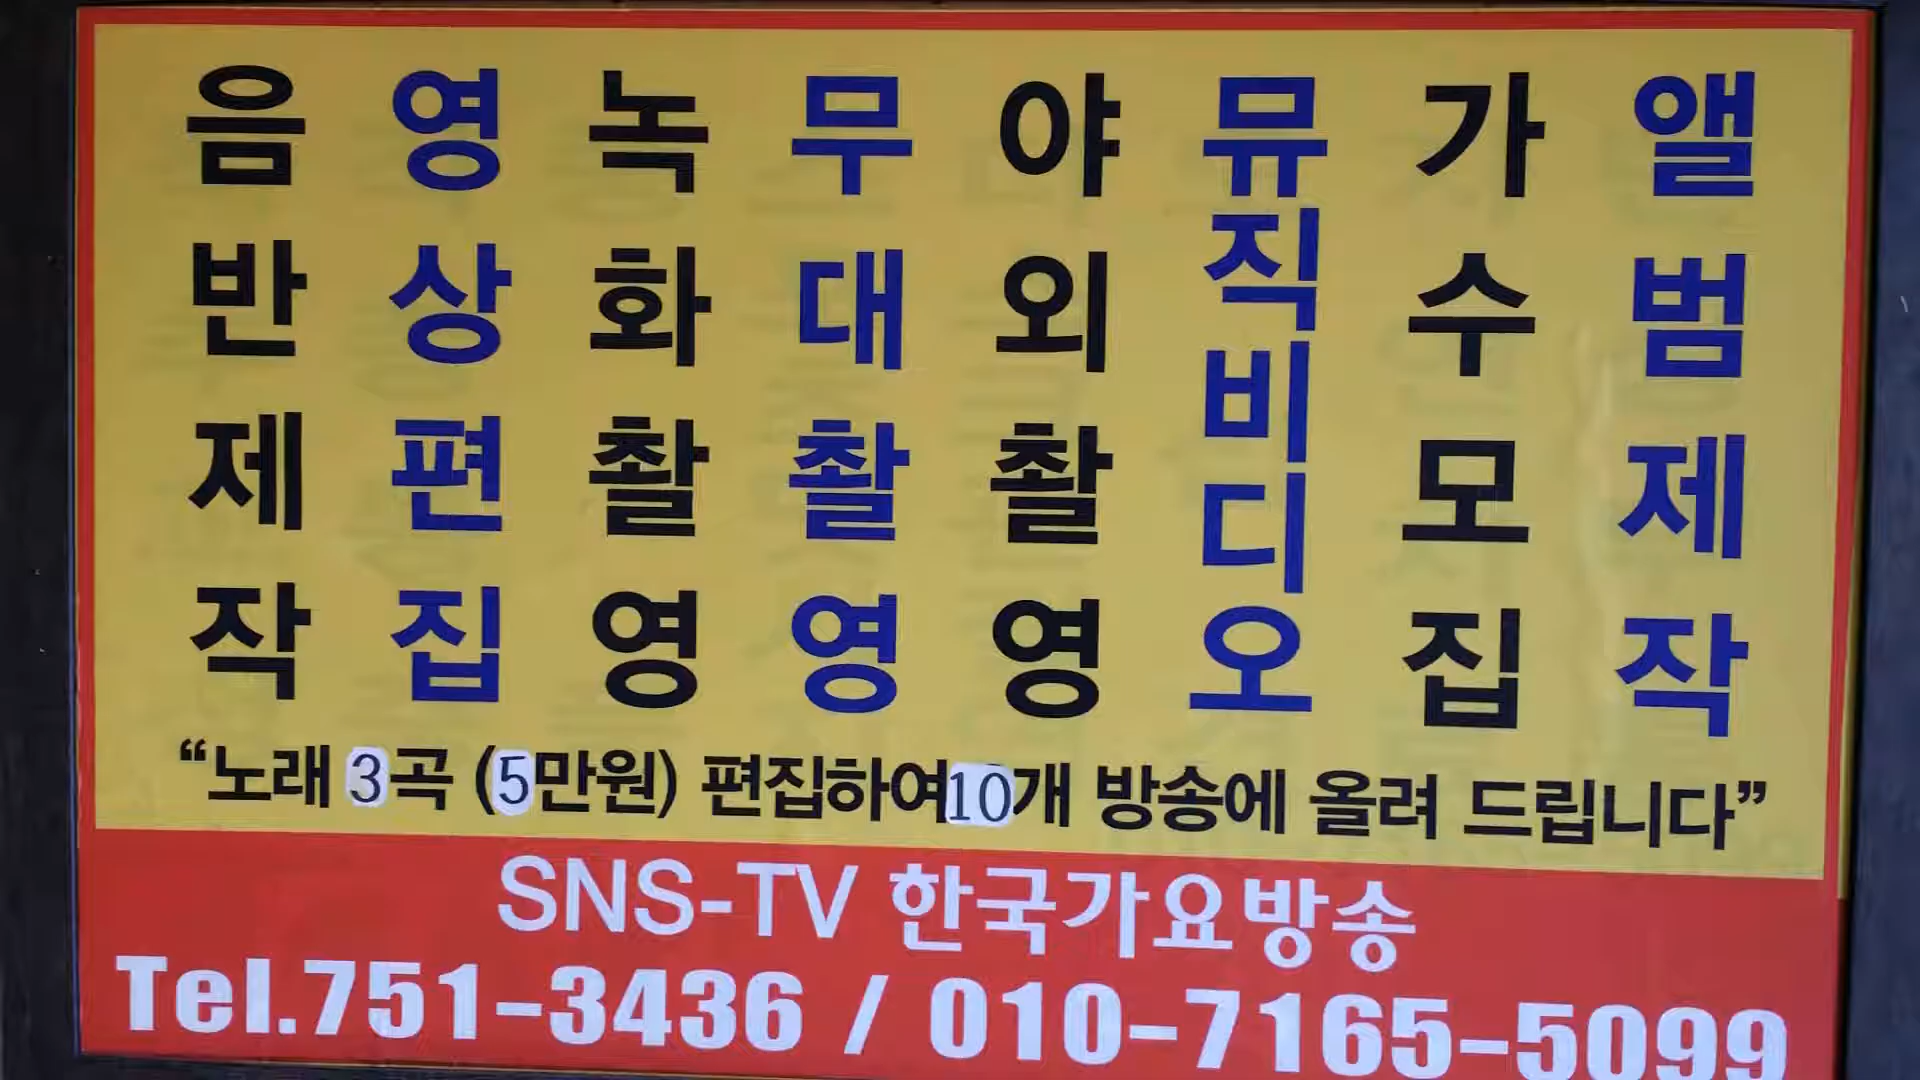 음반제작
영상편집
녹화촬영
무대촬영
야외촬영
뮤직비디오
가수모집
앨범제작
“노래 3곡 (5만원) 편집하여 10개 방송에 올려 드립니다”
SNS-TV 한국가요방송
Tel.751-3436 / 010-7165-5099